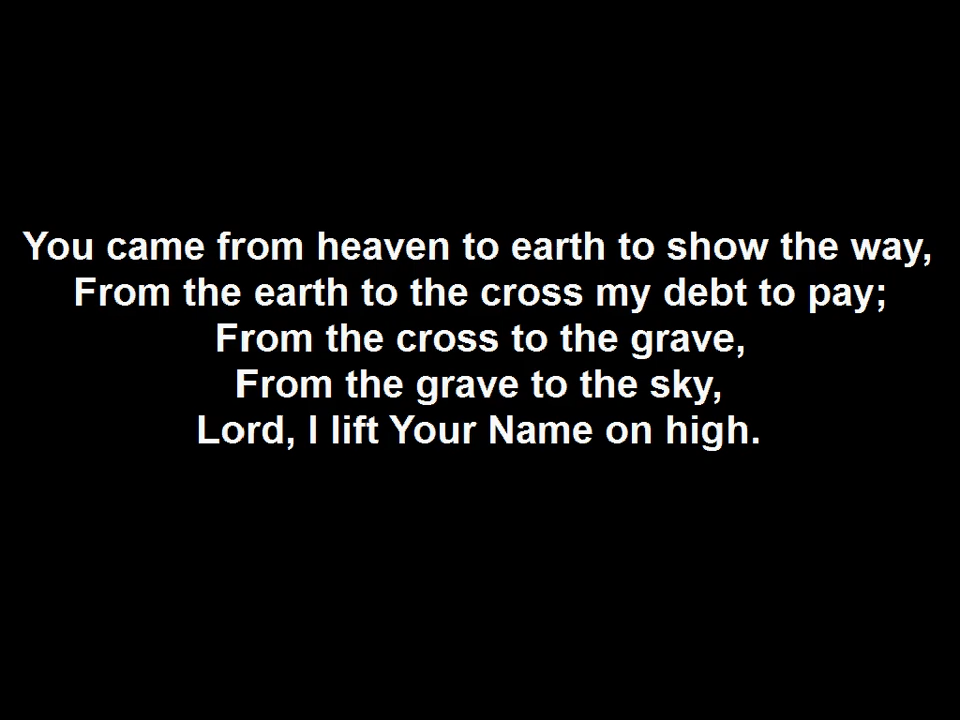 You came from heaven to earth to show the way,
From the earth to the cross my debt to pay;
From the cross to the grave,
From the grave to the sky,
Lord, I lift Your Name on high.